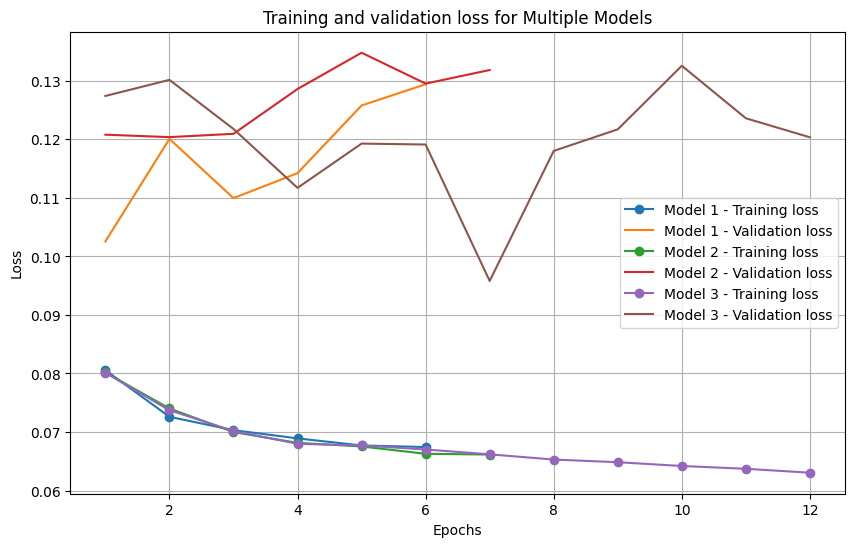 Training and validation loss for Multiple Models
Loss
0.13
0.12
0.11
0.10
0.09
0.08
0.07
0.06
Model 1 - Training loss
Model 1 - Validation loss
Model 2 - Training loss
Model 2 - Validation loss
Model 3 - Training loss
Model 3 - Validation loss
2 4 6 8 10 12
Epochs